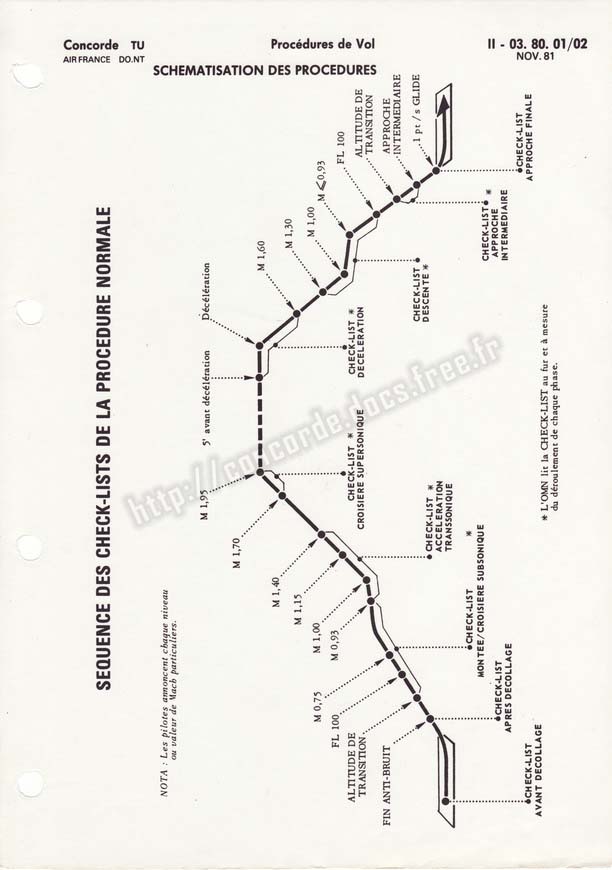 Concorde TU
AIR FRANCE DO.NT
Procédures de Vol
II - 03. 80. 01/02
NOV. 81
SCHEMATISATION DES PROCEDURES
SEQUENCE DES CHECK-LISTS DE LA PROCEDURE NORMALE
NOTA : Les pilotes annoncent chaque niveau
ou valeur de Mach particuliers.
FIN ANTI-BRUIT
ALTITUDE DE
TRANSITION
FL 100
M 0,75
M 0,93
M 1,00
M 1,15
M 1,40
M 1,70
M 1,95
5' avant décélération
Décélération
M 1,60
M 1,30
M 1,00
M ⩽ 0,93
FL 100
ALTITUDE DE
TRANSITION
APPROCHE
INTERMEDIAIRE
1 pt / s GLIDE
CHECK-LIST
AVANT DECOLLAGE
CHECK-LIST
APRES DECOLLAGE
CHECK-LIST
MONTEE/CROISIERE SUBSONIQUE *
CHECK-LIST *
ACCELERATION
TRANSSONIQUE
CHECK-LIST *
CROISIERE SUPERSONIQUE
CHECK-LIST *
DECELERATION
CHECK-LIST
DESCENTE *
CHECK-LIST *
APPROCHE
INTERMEDIAIRE
CHECK-LIST
APPROCHE FINALE
* L'OMN lit la CHECK-LIST au fur et à mesure
du déroulement de chaque phase.
http://concorde.docs.free.fr